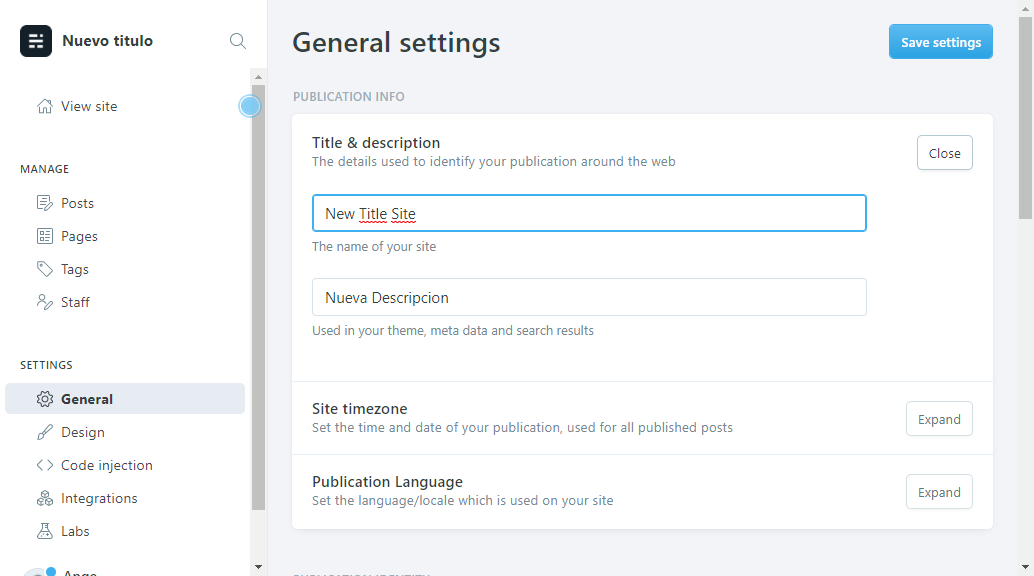 Nuevo titulo
View site
MANAGE
Posts
Pages
Tags
Staff
SETTINGS
General
Design
Code injection
Integrations
Labs
Ange
General settings
Save settings
PUBLICATION INFO
Title & description
The details used to identify your publication around the web
Close
New Title Site
The name of your site
Nueva Descripcion
Used in your theme, meta data and search results
Site timezone
Set the time and date of your publication, used for all published posts
Expand
Publication Language
Set the language/locale which is used on your site
Expand
PUBLICATION IDENTITY